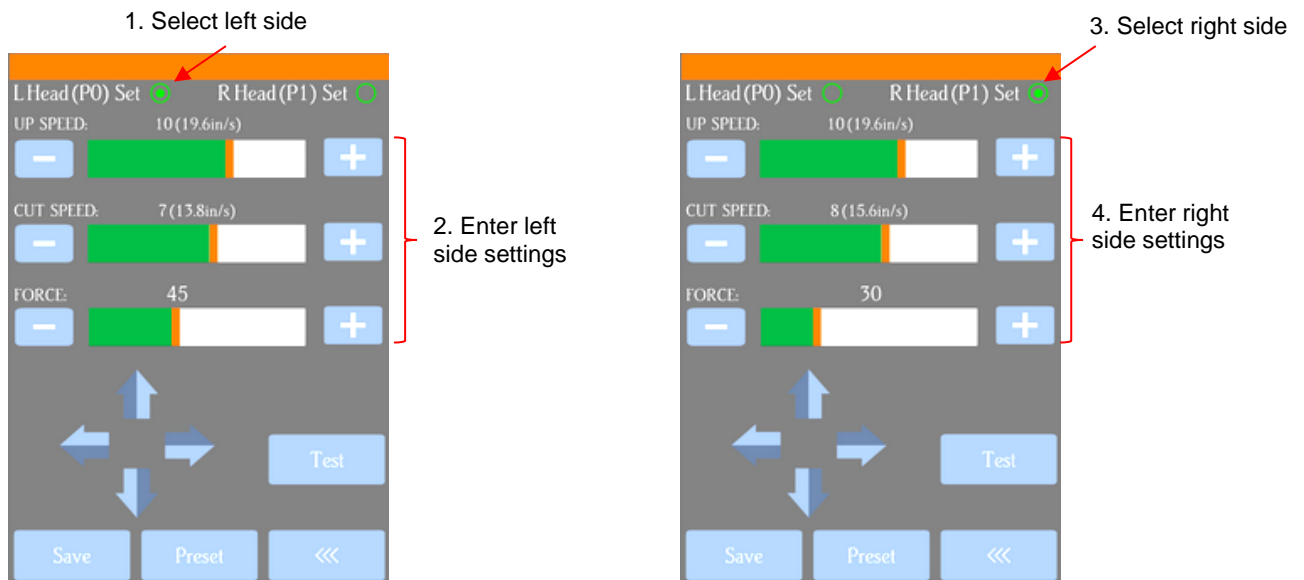 1. Select left side
L Head (P0) Set R Head (P1) Set
UP SPEED: 10 (19.6in/s)
CUT SPEED: 7 (13.8in/s)
FORCE: 45
2. Enter left
side settings
Test
Save Preset <<<
3. Select right side
L Head (P0) Set R Head (P1) Set
UP SPEED: 10 (19.6in/s)
CUT SPEED: 8 (15.6in/s)
FORCE: 30
4. Enter right
side settings
Test
Save Preset <<<